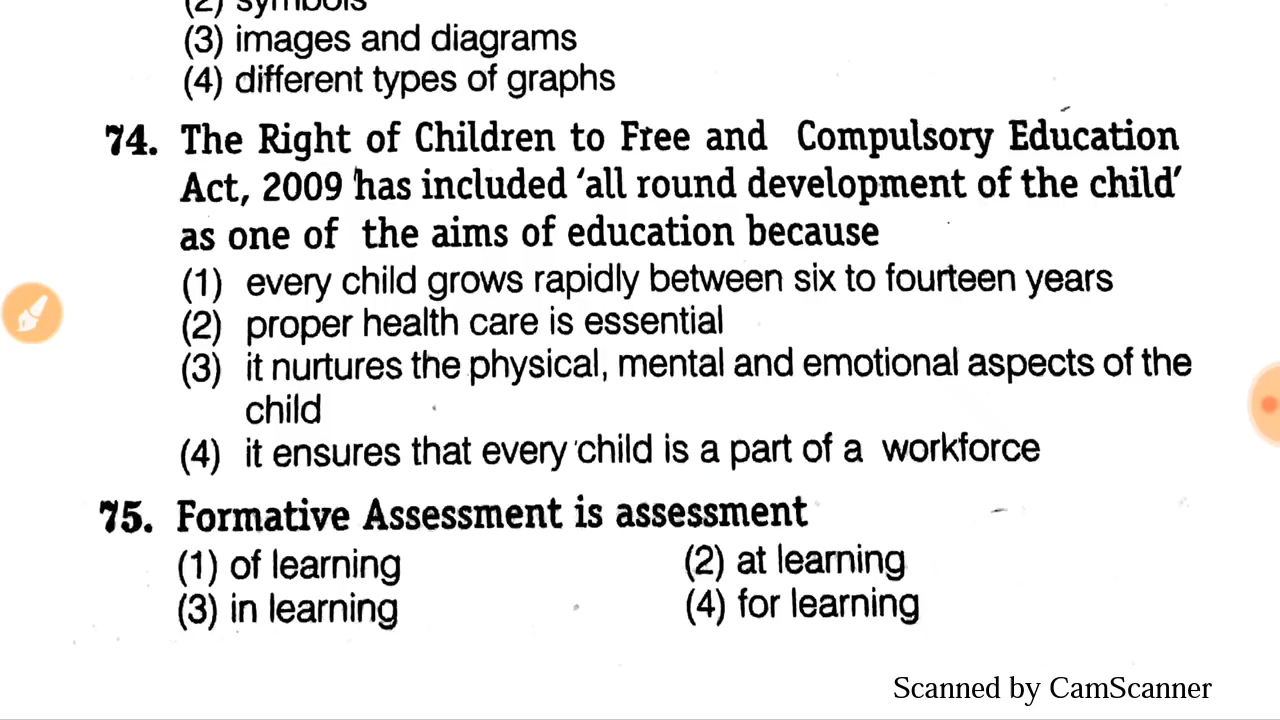 (2) symbols
(3) images and diagrams
(4) different types of graphs
74. The Right of Children to Free and Compulsory Education
Act, 2009 has included ‘all round development of the child’
as one of the aims of education because
(1) every child grows rapidly between six to fourteen years
(2) proper health care is essential
(3) it nurtures the physical, mental and emotional aspects of the
child
(4) it ensures that every child is a part of a workforce
75. Formative Assessment is assessment
(1) of learning (2) at learning
(3) in learning (4) for learning
Scanned by CamScanner